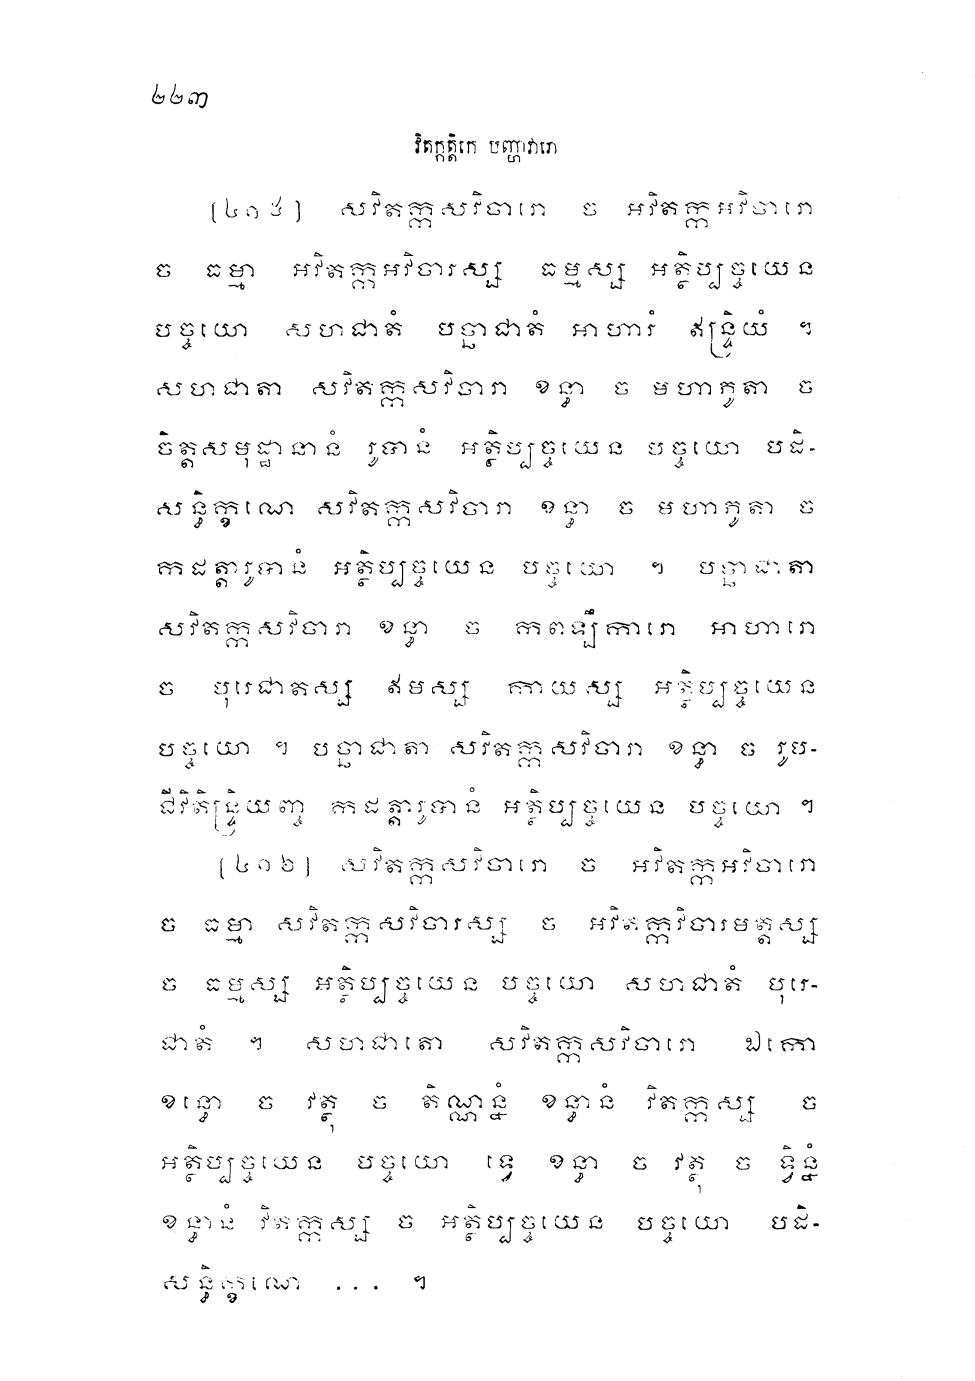 ២២៣
វិតក្កត្តិកេ បញ្ហាវារោ
[៤០៥] សវិតក្កសវិចារោ ច អវិតក្កអវិចារោ
ច ធម្មា អវិតក្កអវិចារស្ស ធម្មស្ស អត្ថិប្បច្ចយេន
បច្ចយោ សហជាតំ បច្ឆាជាតំ អាហារំ ឥន្ទ្រិយំ ។
សហជាតា សវិតក្កសវិចារា ខន្ធា ច មហាភូតា ច
ចិត្តសមុដ្ឋានានំ រូបានំ អត្ថិប្បច្ចយេន បច្ចយោ បដិ-
សន្ធិក្ខណេ សវិតក្កសវិចារា ខន្ធា ច មហាភូតា ច
កដត្តារូបានំ អត្ថិប្បច្ចយេន បច្ចយោ ។ បច្ឆាជាតា
សវិតក្កសវិចារា ខន្ធា ច កពឡីការោ អាហារោ
ច បុរេជាតស្ស ឥមស្ស កាយស្ស អត្ថិប្បច្ចយេន
បច្ចយោ ។ បច្ឆាជាតា សវិតក្កសវិចារា ខន្ធា ច រូប-
ជីវិតិន្ទ្រិយញ្ច កដត្តារូបានំ អត្ថិប្បច្ចយេន បច្ចយោ ។
[៤០៦] សវិតក្កសវិចារោ ច អវិតក្កអវិចារោ
ច ធម្មា សវិតក្កសវិចារស្ស ច អវិតក្កវិចារមត្តស្ស
ច ធម្មស្ស អត្ថិប្បច្ចយេន បច្ចយោ សហជាតំ បុរេ-
ជាតំ ។ សហជាតោ សវិតក្កសវិចារោ ឯកោ
ខន្ធោ ច វត្ថុ ច តិណ្ណន្នំ ខន្ធានំ វិតក្កស្ស ច
អត្ថិប្បច្ចយេន បច្ចយោ ទ្វេ ខន្ធា ច វត្ថុ ច ទ្វិន្នំ
ខន្ធានំ វិតក្កស្ស ច អត្ថិប្បច្ចយេន បច្ចយោ បដិ-
សន្ធិក្ខណេ ... ។